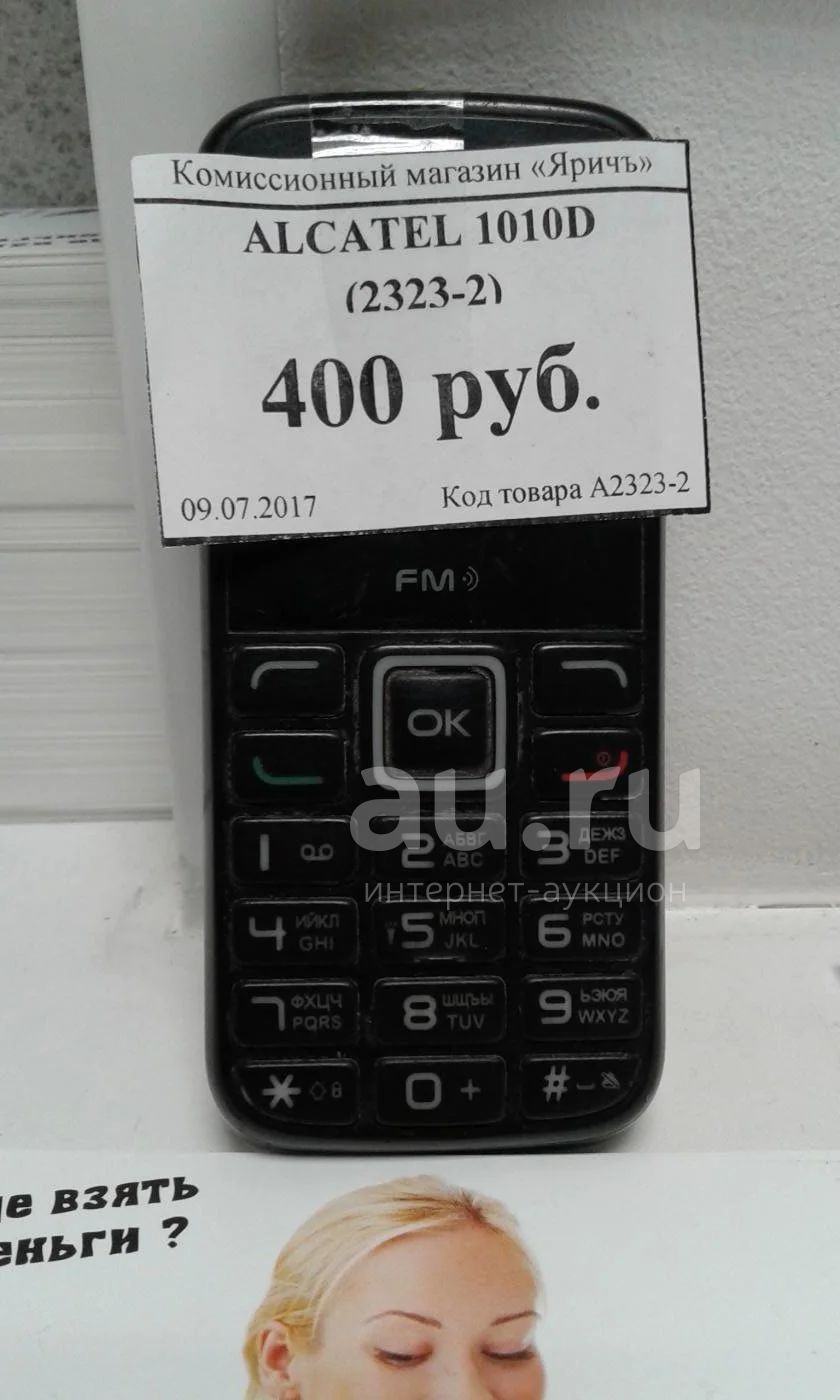 Комиссионный магазин «Яричъ»
ALCATEL 1010D
(2323-2)
400 руб.
09.07.2017 Код товара А2323-2
FM
OK
au.ru
интернет-аукцион
1
2 АБВГ ABC
3 ДЕЖЗ DEF
4 ИЙКЛ GHI
5 МНОП JKL
6 РСТУ MNO
7 ФХЦЧ PQRS
8 ШЩЪЫ TUV
9 ЬЭЮЯ WXYZ
* 0 + #
взять
?